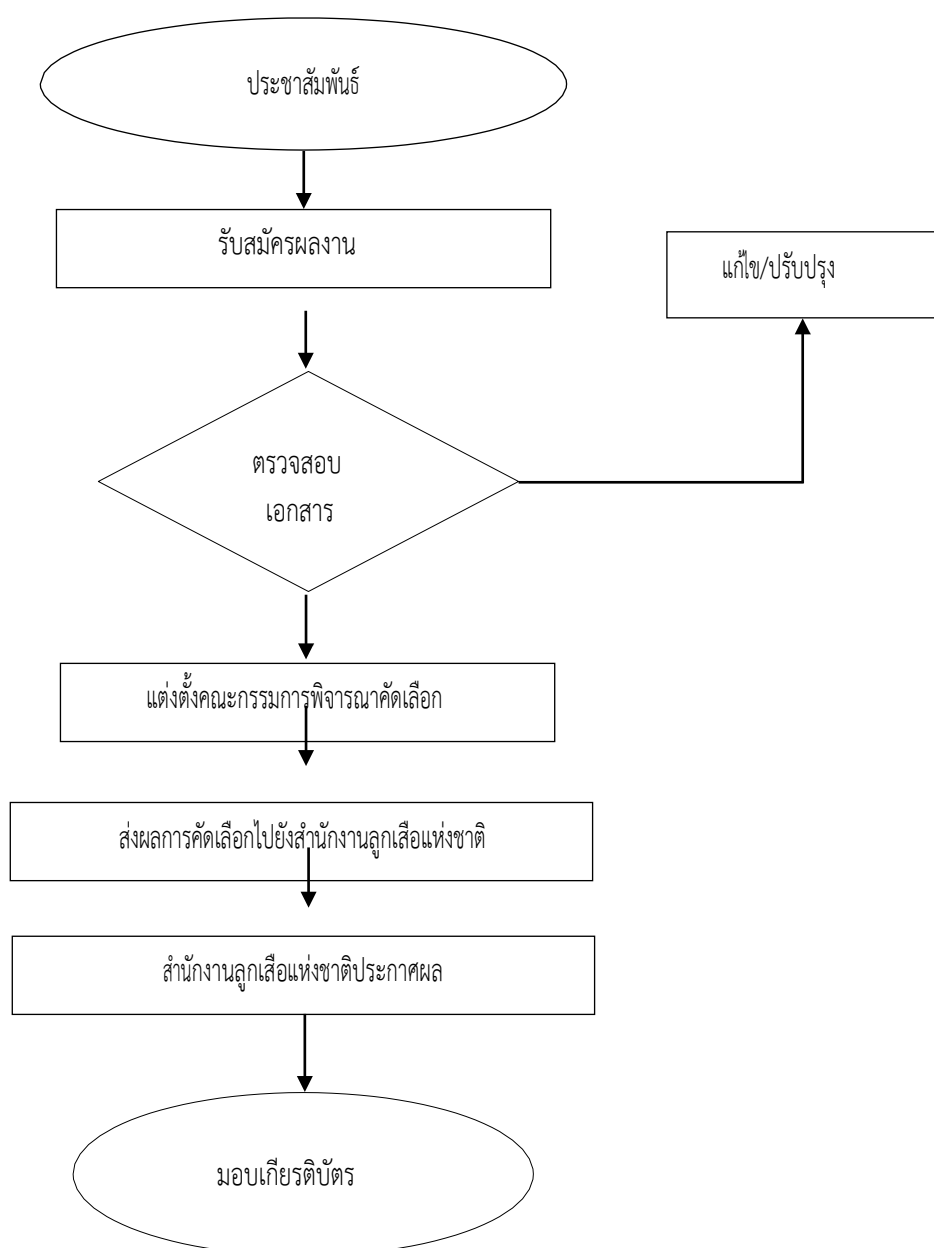 ประชาสัมพันธ์
รับสมัครผลงาน
แก้ไข/ปรับปรุง
ตรวจสอบ
เอกสาร
แต่งตั้งคณะกรรมการพิจารณาคัดเลือก
ส่งผลการคัดเลือกไปยังสำนักงานลูกเสือแห่งชาติ
สำนักงานลูกเสือแห่งชาติประกาศผล
มอบเกียรติบัตร